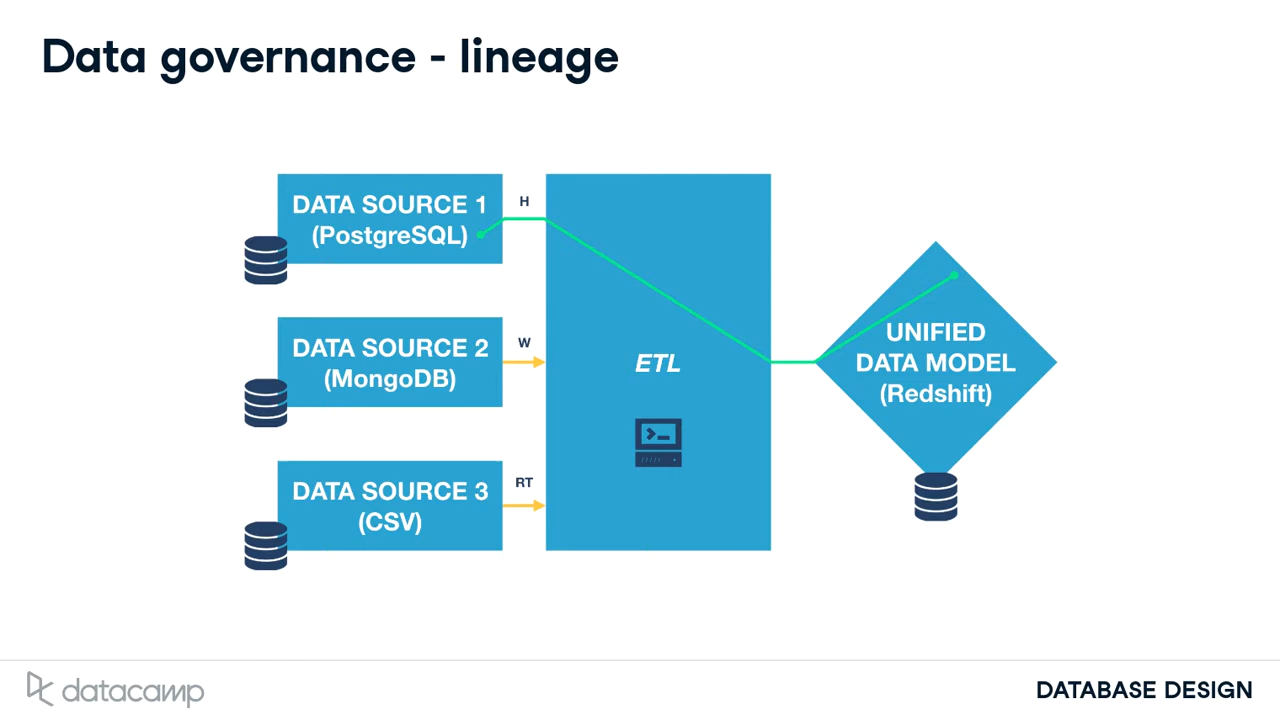 Data governance - lineage
DATA SOURCE 1
(PostgreSQL)
H
DATA SOURCE 2
(MongoDB)
W
DATA SOURCE 3
(CSV)
RT
ETL
UNIFIED
DATA MODEL
(Redshift)
datacamp
DATABASE DESIGN